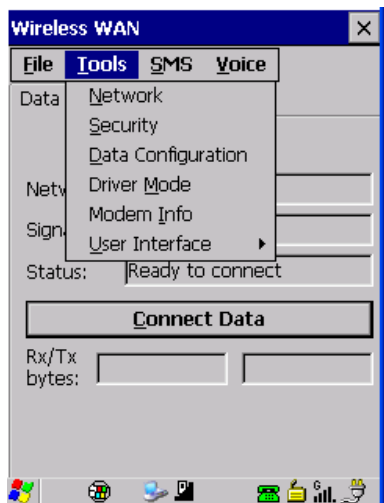 Wireless WAN
File Tools SMS Voice
Data
Network
Security
Data Configuration
Driver Mode
Modem Info
User Interface
Netw
Sign
Status: Ready to connect
Connect Data
Rx/Tx
bytes:
G